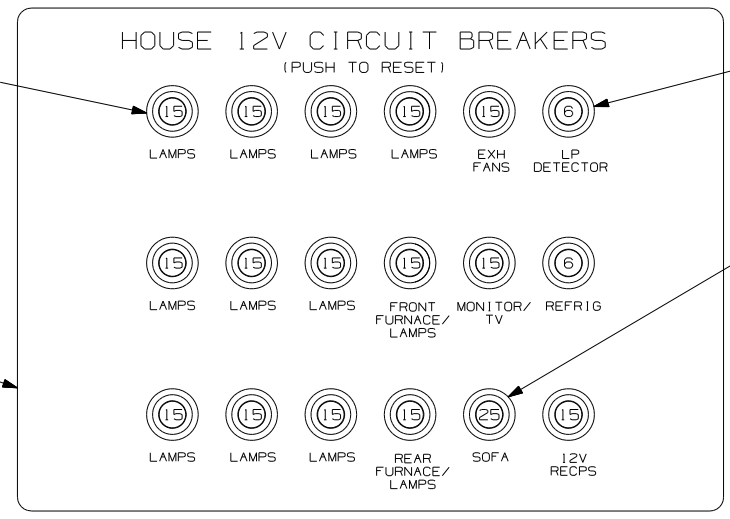 HOUSE 12V CIRCUIT BREAKERS
(PUSH TO RESET)
15 15 15 15 15 6
LAMPS LAMPS LAMPS LAMPS EXH FANS LP DETECTOR
15 15 15 15 15 6
LAMPS LAMPS LAMPS FRONT FURNACE/ LAMPS MONITOR/ TV REFRIG
15 15 15 15 25 15
LAMPS LAMPS LAMPS REAR FURNACE/ LAMPS SOFA 12V RECPS